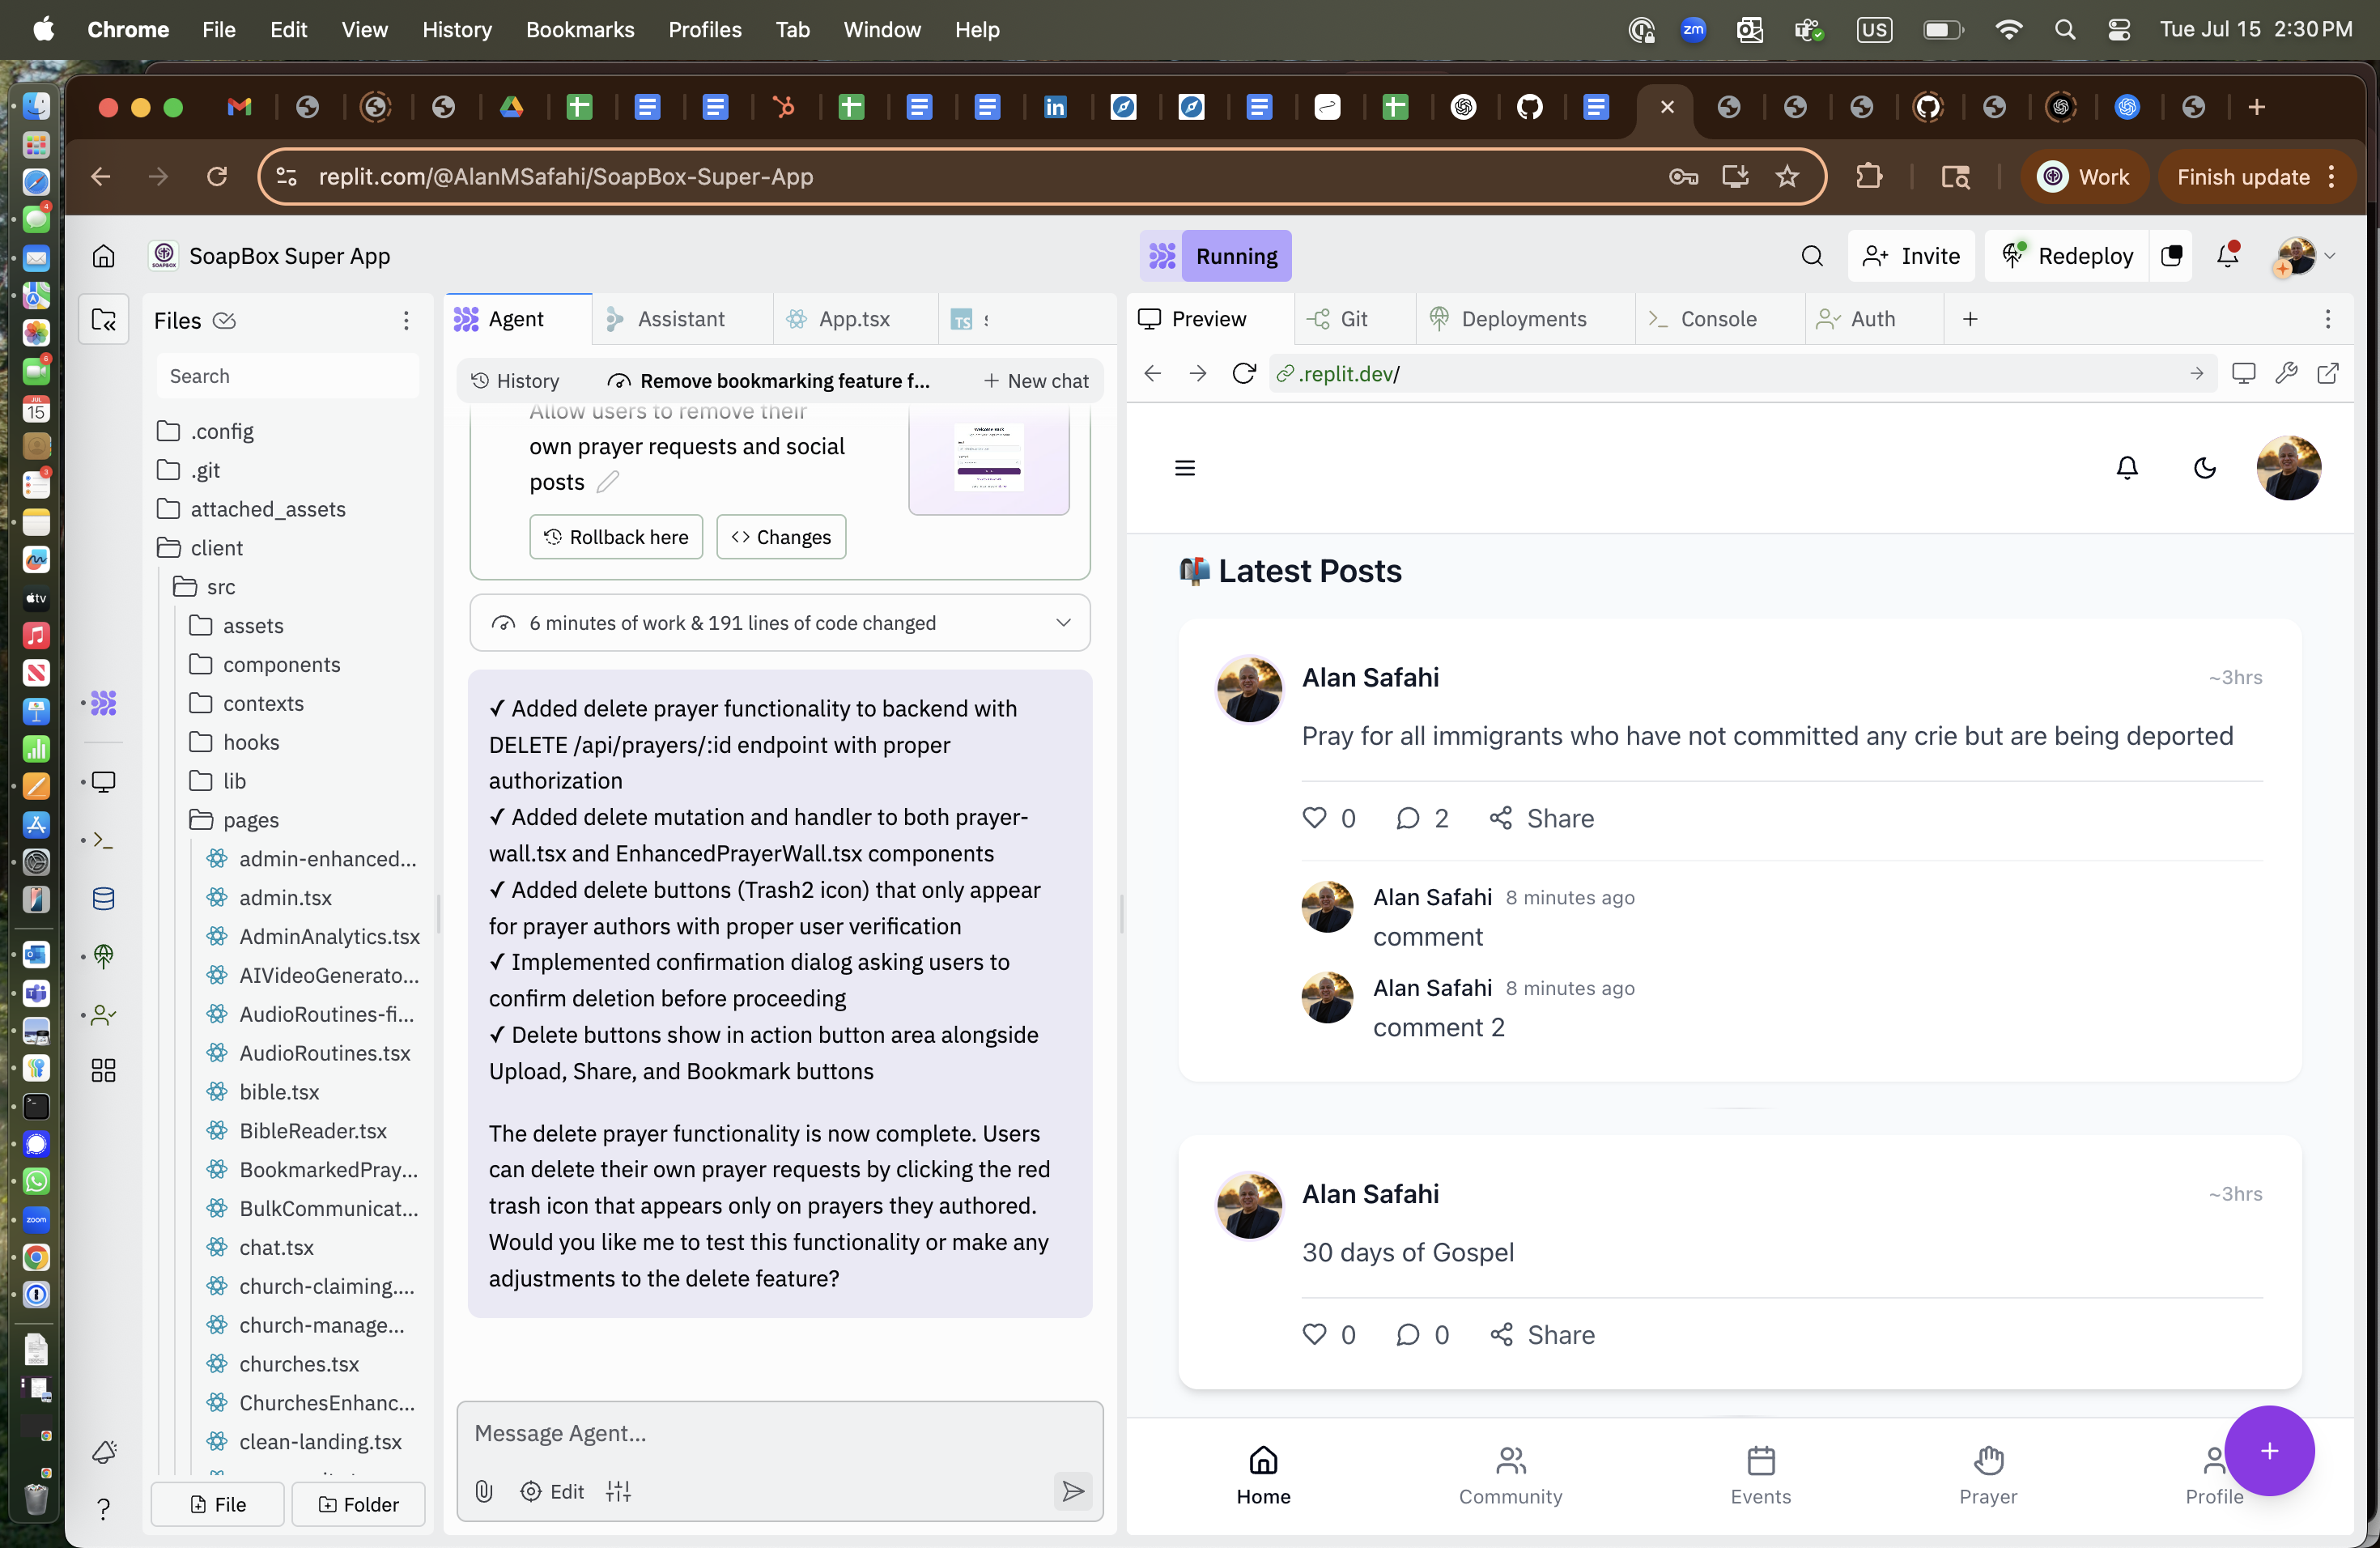 Chrome File Edit View History Bookmarks Profiles Tab Window Help
zm US Tue Jul 15 2:30 PM
replit.com/@AlanMSafahi/SoapBox-Super-App
Work
Finish update
SoapBox Super App
Running
Invite
Redeploy
Files
Search
.config
.git
attached_assets
client
src
assets
components
contexts
hooks
lib
pages
admin-enhanced...
admin.tsx
AdminAnalytics.tsx
AIVideoGenerato...
AudioRoutines-fi...
AudioRoutines.tsx
bible.tsx
BibleReader.tsx
BookmarkedPray...
BulkCommunicat...
chat.tsx
church-claiming....
church-manage...
churches.tsx
ChurchesEnhanc...
clean-landing.tsx
File
Folder
Agent
Assistant
App.tsx
TS
History
Remove bookmarking feature f...
+ New chat
Allow users to remove their
own prayer requests and social
posts
Rollback here
<> Changes
6 minutes of work & 191 lines of code changed
✓ Added delete prayer functionality to backend with
DELETE /api/prayers/:id endpoint with proper
authorization
✓ Added delete mutation and handler to both prayer-
wall.tsx and EnhancedPrayerWall.tsx components
✓ Added delete buttons (Trash2 icon) that only appear
for prayer authors with proper user verification
✓ Implemented confirmation dialog asking users to
confirm deletion before proceeding
✓ Delete buttons show in action button area alongside
Upload, Share, and Bookmark buttons
The delete prayer functionality is now complete. Users
can delete their own prayer requests by clicking the red
trash icon that appears only on prayers they authored.
Would you like me to test this functionality or make any
adjustments to the delete feature?
Message Agent...
Edit
Preview
Git
Deployments
Console
Auth
.replit.dev/
Latest Posts
Alan Safahi
~3hrs
Pray for all immigrants who have not committed any crie but are being deported
0 2 Share
Alan Safahi 8 minutes ago
comment
Alan Safahi 8 minutes ago
comment 2
Alan Safahi
~3hrs
30 days of Gospel
0 0 Share
Home
Community
Events
Prayer
Profile